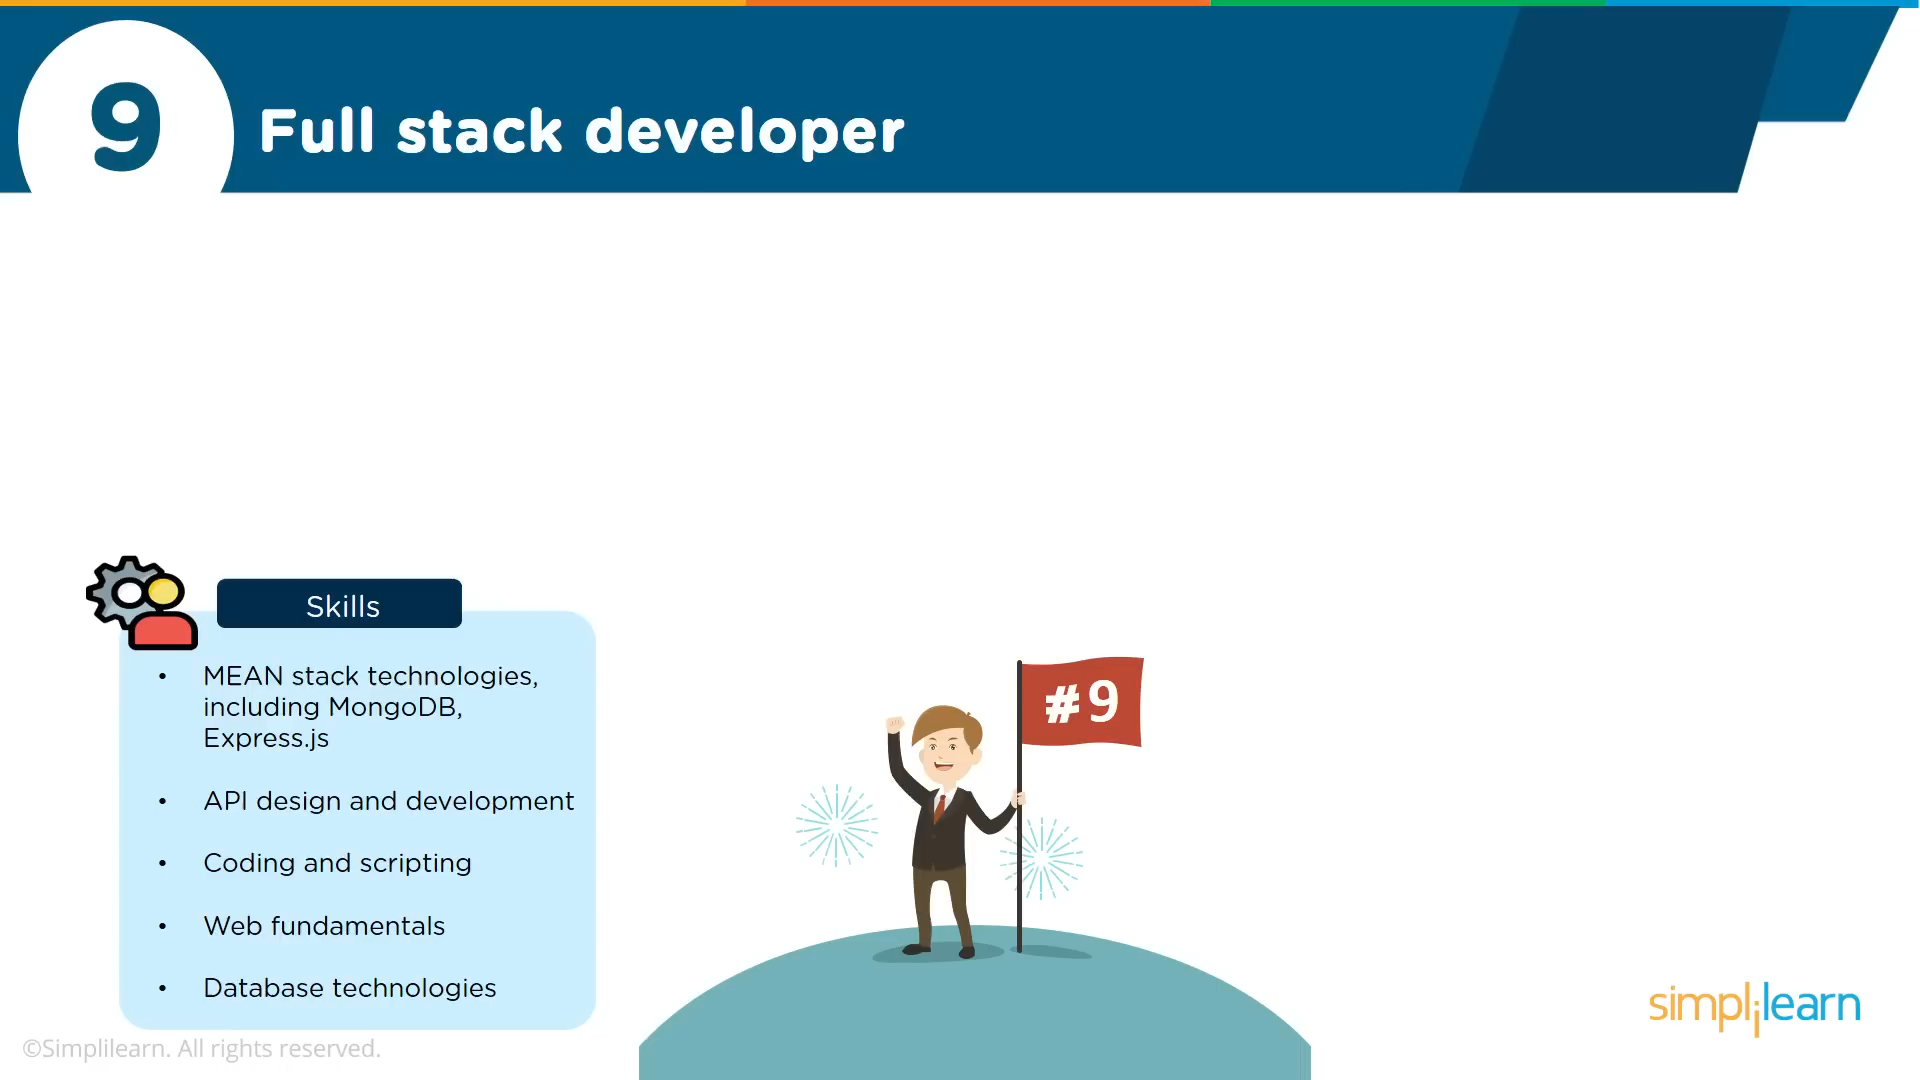 9
Full stack developer
Skills
• MEAN stack technologies,
including MongoDB,
Express.js
• API design and development
• Coding and scripting
• Web fundamentals
• Database technologies
#9
simplilearn
©Simplilearn. All rights reserved.